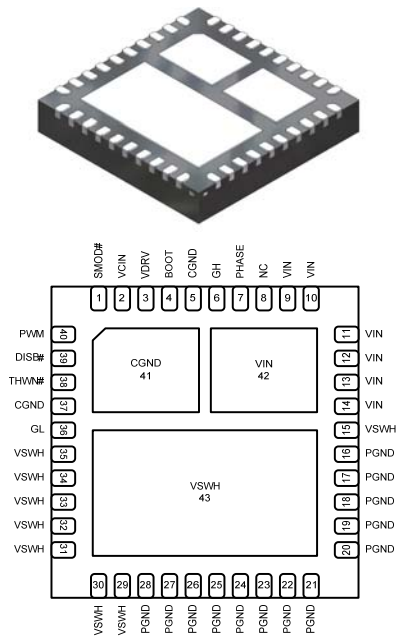 SMOD#
VCIN
VDRV
BOOT
CGND
GH
PHASE
NC
VIN
VIN
1
2
3
4
5
6
7
8
9
10
PWM 40
DISB# 39
THWN# 38
CGND 37
GL 36
VSWH 35
VSWH 34
VSWH 33
VSWH 32
VSWH 31
CGND
41
VIN
42
VSWH
43
11 VIN
12 VIN
13 VIN
14 VIN
15 VSWH
16 PGND
17 PGND
18 PGND
19 PGND
20 PGND
30
29
28
27
26
25
24
23
22
21
VSWH
VSWH
PGND
PGND
PGND
PGND
PGND
PGND
PGND
PGND